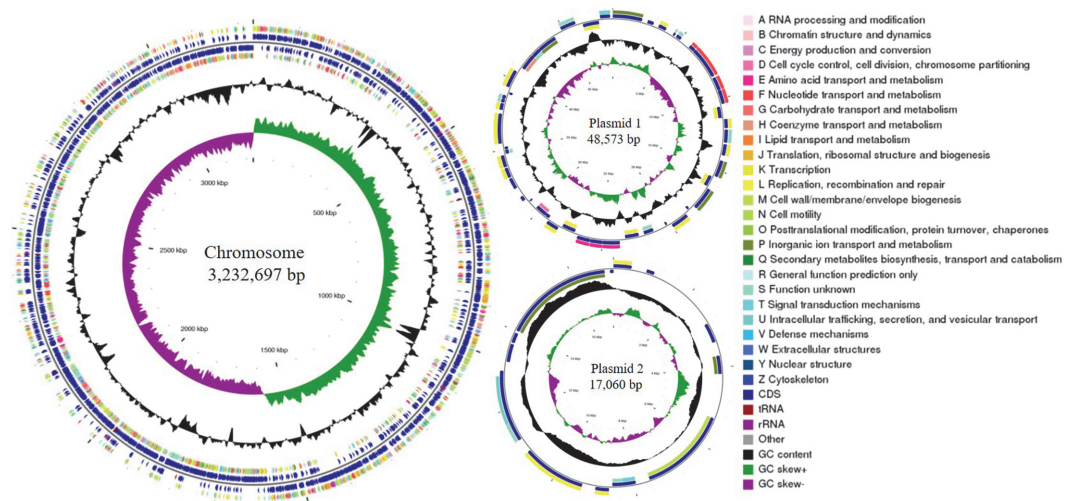 Chromosome
3,232,697 bp
500 kbp
1000 kbp
1500 kbp
2000 kbp
2500 kbp
3000 kbp
Plasmid 1
48,573 bp
Plasmid 2
17,060 bp
A RNA processing and modification
B Chromatin structure and dynamics
C Energy production and conversion
D Cell cycle control, cell division, chromosome partitioning
E Amino acid transport and metabolism
F Nucleotide transport and metabolism
G Carbohydrate transport and metabolism
H Coenzyme transport and metabolism
I Lipid transport and metabolism
J Translation, ribosomal structure and biogenesis
K Transcription
L Replication, recombination and repair
M Cell wall/membrane/envelope biogenesis
N Cell motility
O Posttranslational modification, protein turnover, chaperones
P Inorganic ion transport and metabolism
Q Secondary metabolites biosynthesis, transport and catabolism
R General function prediction only
S Function unknown
T Signal transduction mechanisms
U Intracellular trafficking, secretion, and vesicular transport
V Defense mechanisms
W Extracellular structures
Y Nuclear structure
Z Cytoskeleton
CDS
tRNA
rRNA
Other
GC content
GC skew+
GC skew-